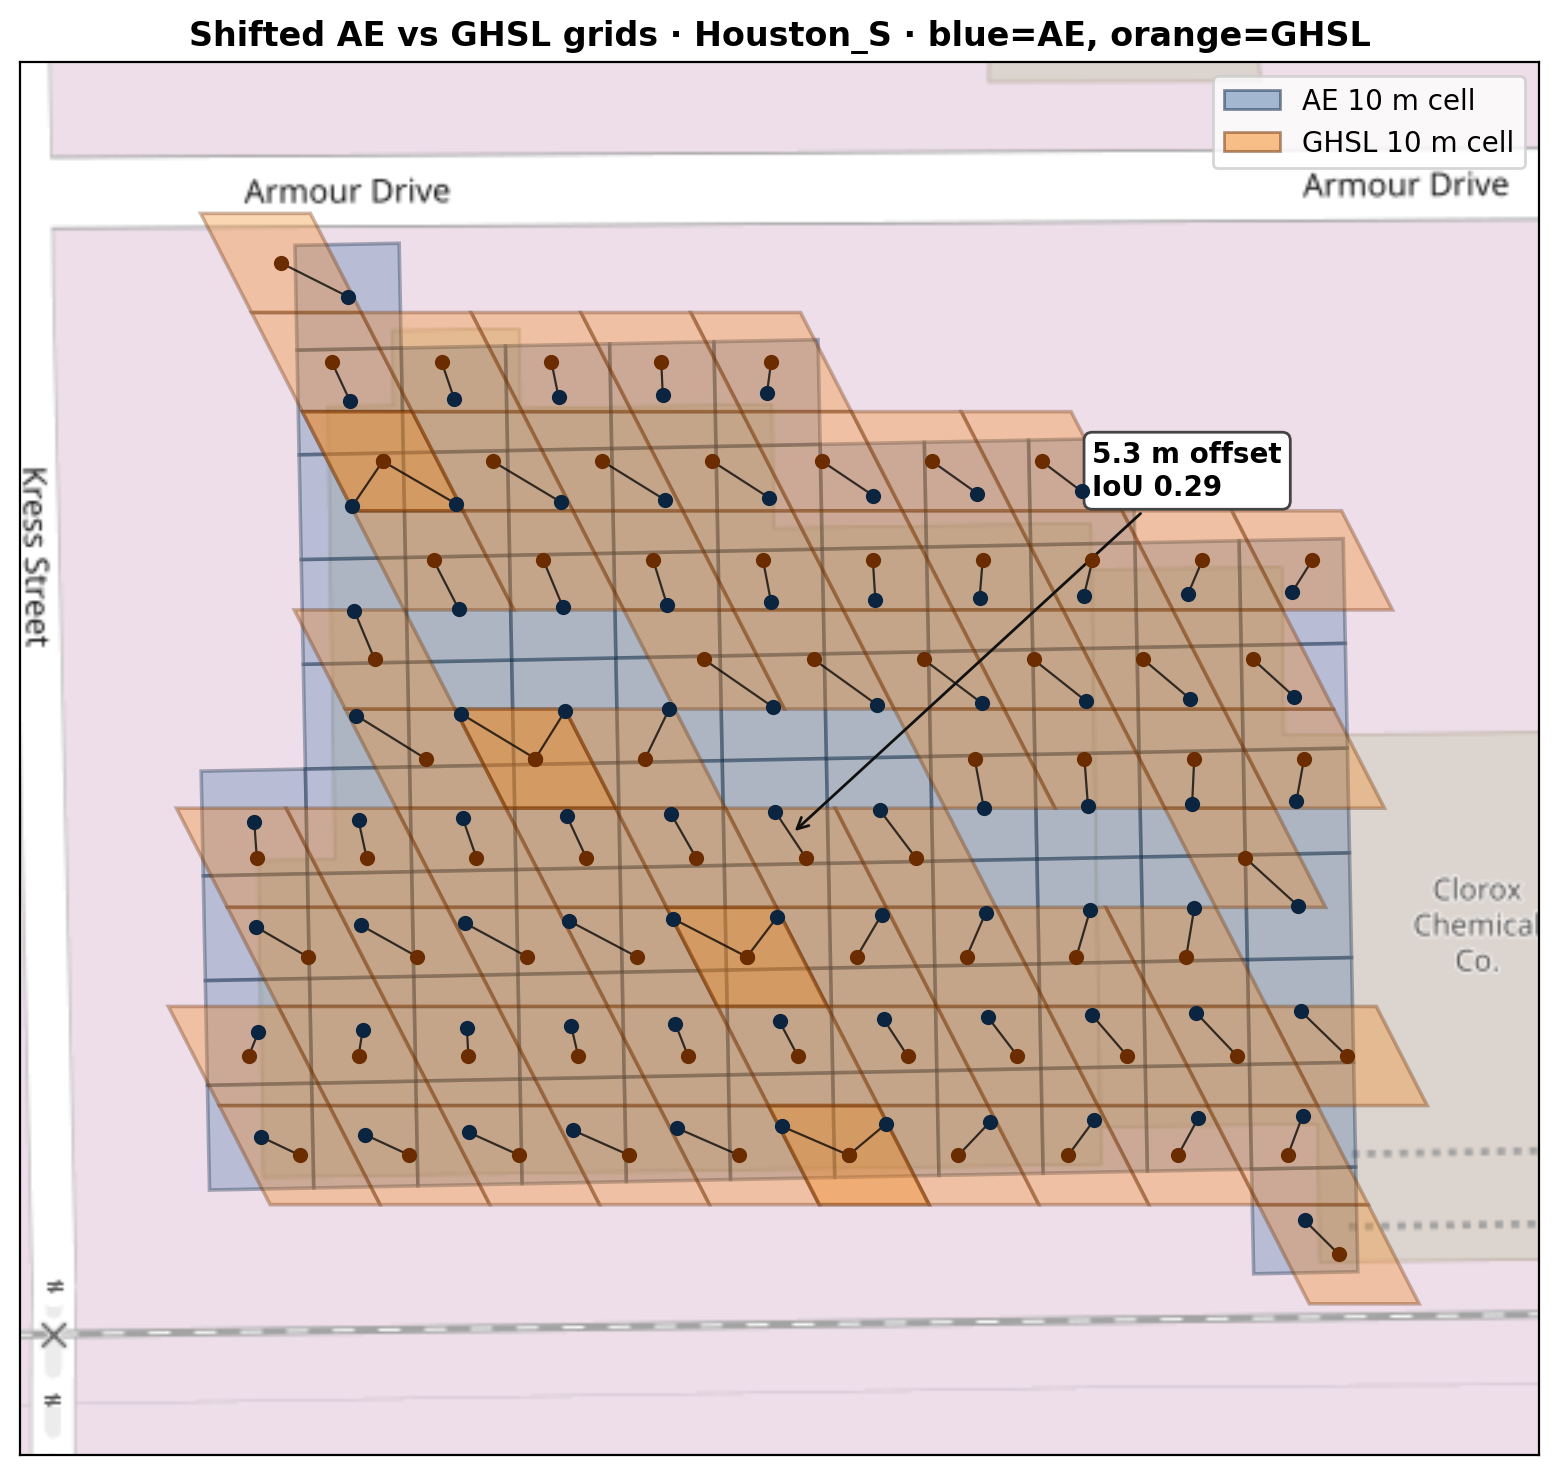 Shifted AE vs GHSL grids · Houston_S · blue=AE, orange=GHSL
AE 10 m cell
GHSL 10 m cell
Armour Drive
Armour Drive
5.3 m offset
IoU 0.29
Kress Street
Clorox
Chemical
Co.